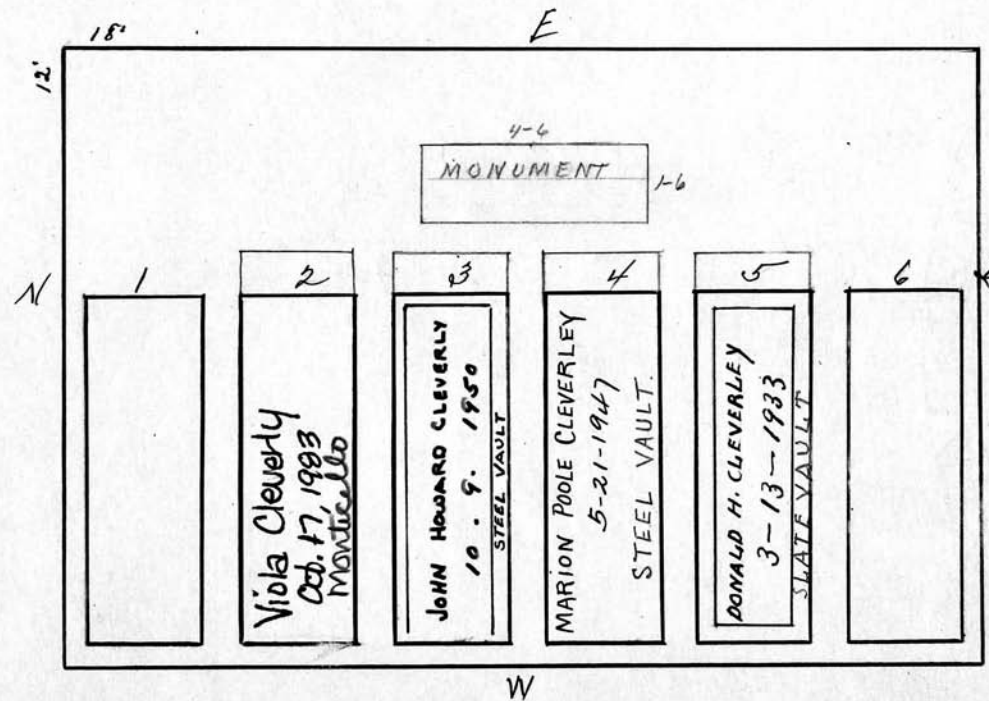 18'
E
12'
4-6
MONUMENT
1-6
N
1
2
3
4
5
6
Viola Cleverly
Oct. 17, 1983
Monticello
JOHN HOWARD CLEVERLY
10. 9. 1950
STEEL VAULT
MARION POOLE CLEVERLEY
5-21-1947
STEEL VAULT
DONALD H. CLEVERLEY
3-13-1933
SLATE VAULT
W